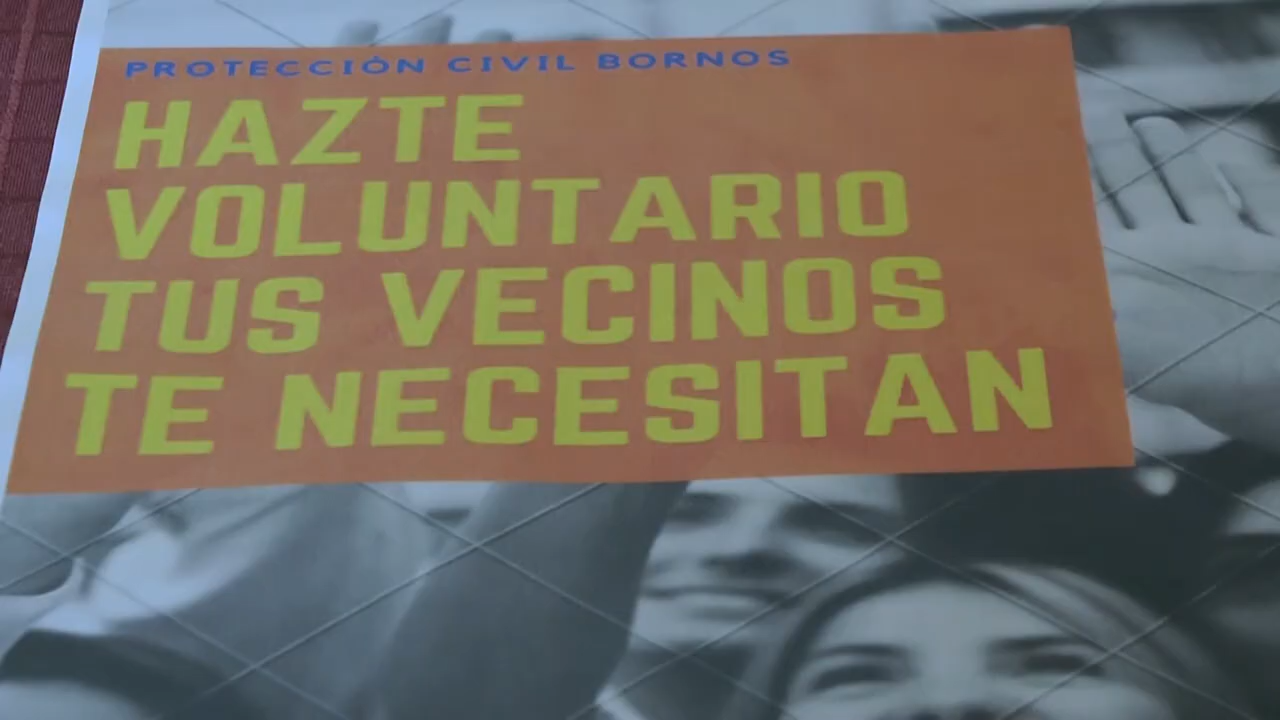 PROTECCIÓN CIVIL BORNOS
HAZTE
VOLUNTARIO
TUS VECINOS
TE NECESITAN